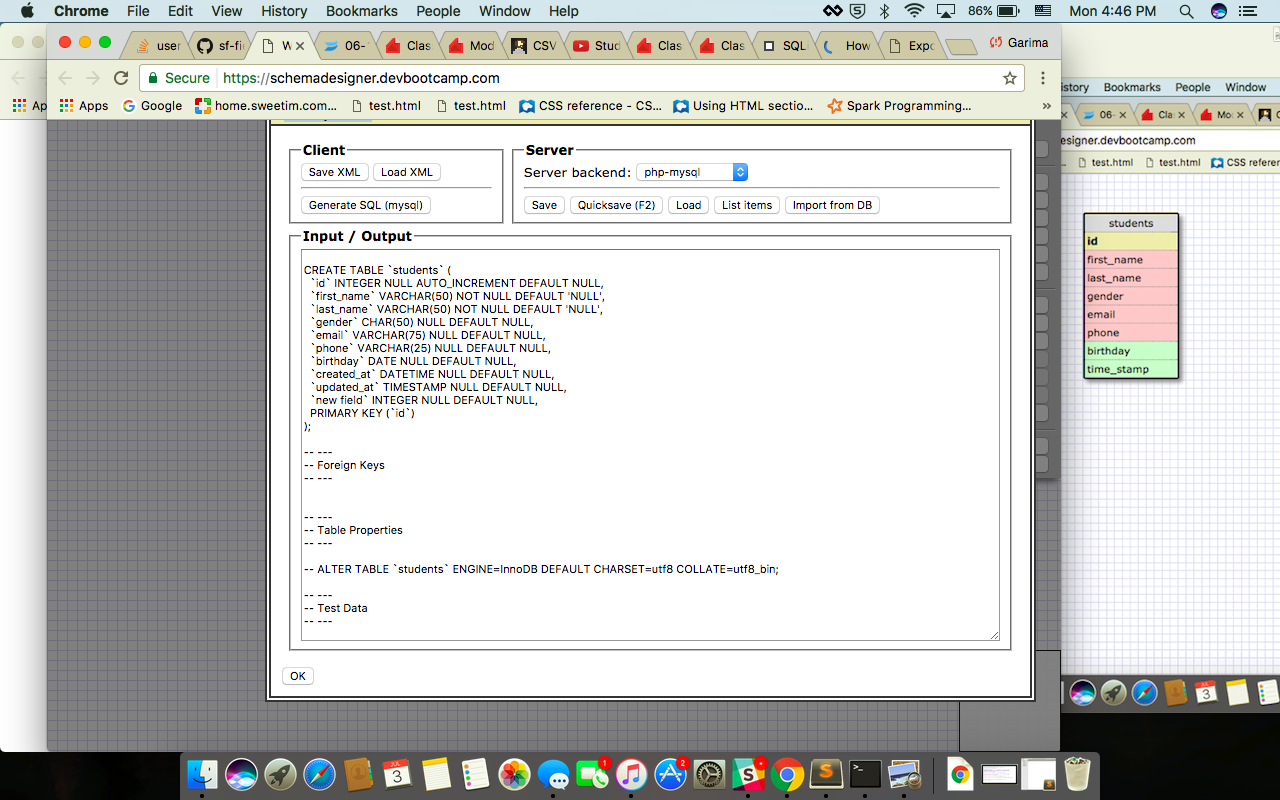 Chrome File Edit View History Bookmarks People Window Help 86% Mon 4:46 PM
user sf-fi W 06- Clas Mod CSV Stud Clas Clas SQL How Expo Garima
Secure https://schemadesigner.devbootcamp.com
Apps Google home.sweetim.com... test.html test.html CSS reference - CS... Using HTML sectio... Spark Programming... »
Ap
Client
Save XML Load XML
Generate SQL (mysql)
Server
Server backend: php-mysql
Save Quicksave (F2) Load List items Import from DB
Input / Output
CREATE TABLE `students` (
`id` INTEGER NULL AUTO_INCREMENT DEFAULT NULL,
`first_name` VARCHAR(50) NOT NULL DEFAULT 'NULL',
`last_name` VARCHAR(50) NOT NULL DEFAULT 'NULL',
`gender` CHAR(50) NULL DEFAULT NULL,
`email` VARCHAR(75) NULL DEFAULT NULL,
`phone` VARCHAR(25) NULL DEFAULT NULL,
`birthday` DATE NULL DEFAULT NULL,
`created_at` DATETIME NULL DEFAULT NULL,
`updated_at` TIMESTAMP NULL DEFAULT NULL,
`new field` INTEGER NULL DEFAULT NULL,
PRIMARY KEY (`id`)
);
-- ---
-- Foreign Keys
-- ---
-- ---
-- Table Properties
-- ---
-- ALTER TABLE `students` ENGINE=InnoDB DEFAULT CHARSET=utf8 COLLATE=utf8_bin;
-- ---
-- Test Data
-- ---
OK
story Bookmarks People Window
06- Cla Mo
esigner.devbootcamp.com
test.html test.html CSS referen
students
id
first_name
last_name
gender
email
phone
birthday
time_stamp
3
JUL
3
1
2